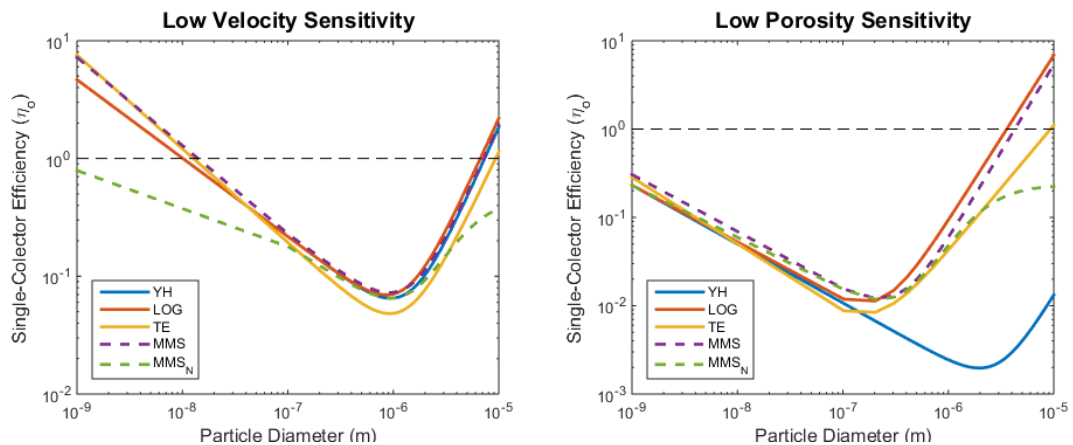 Low Velocity Sensitivity
Single-Colector Efficiency (ηo)
10^1
10^0
10^-1
10^-2
YH
LOG
TE
MMS
MMS_N
10^-9
10^-8
10^-7
10^-6
10^-5
Particle Diameter (m)
Low Porosity Sensitivity
Single-Colector Efficiency (ηo)
10^1
10^0
10^-1
10^-2
10^-3
YH
LOG
TE
MMS
MMS_N
10^-9
10^-8
10^-7
10^-6
10^-5
Particle Diameter (m)